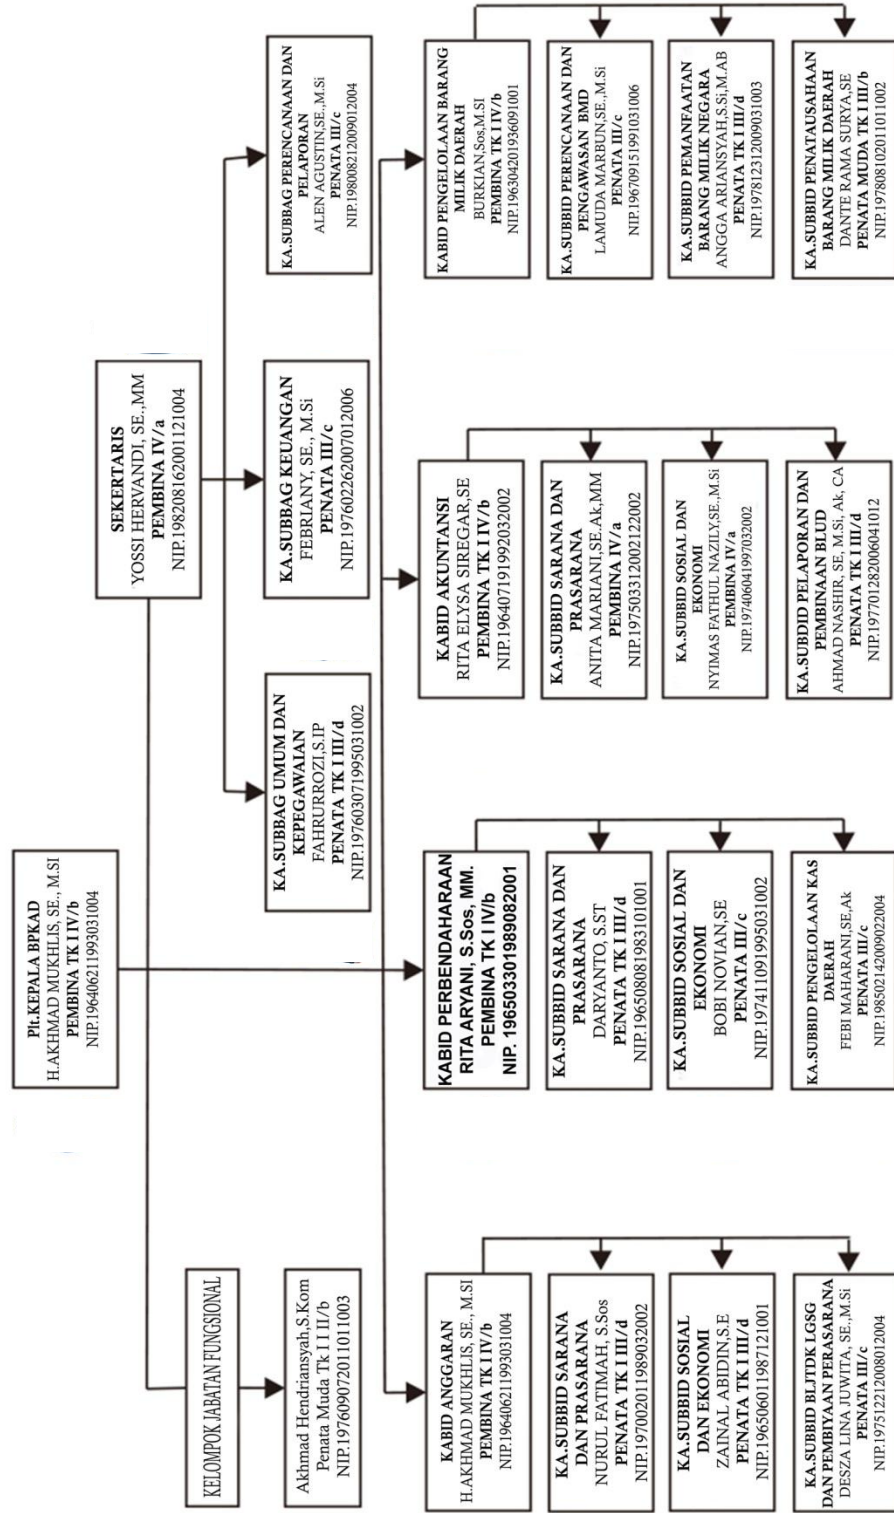 Plt.KEPALA BPKAD
H.AKHMAD MUKHLIS, SE., M.SI
PEMBINA TK I IV/b
NIP.196406211993031004
SEKERTARIS
YOSSI HERVANDI, SE.,MM
PEMBINA IV/a
NIP.198208162001121004
KELOMPOK JABATAN FUNGSIONAL
Akhmad Hendriansyah,S.Kom
Penata Muda Tk I I II/b
NIP.197609072011011003
KA.SUBBAG UMUM DAN
KEPEGAWAIAN
FAHRURROZI,S.IP
PENATA TK I III/d
NIP.197603071995031002
KA.SUBBAG KEUANGAN
FEBRIANY, SE., M.Si
PENATA III/c
NIP.197602262007012006
KA.SUBBAG PERENCANAAN DAN
PELAPORAN
ALEN AGUSTIN,SE.,M.Si
PENATA III/c
NIP.198008212009012004
KABID ANGGARAN
H.AKHMAD MUKHLIS, SE., M.SI
PEMBINA TK I IV/b
NIP.196406211993031004
KA.SUBBID SARANA
DAN PRASARANA
NURUL FATIMAH, S.Sos
PENATA TK I III/d
NIP.197002011989032002
KA.SUBBID SOSIAL
DAN EKONOMI
ZAINAL ABIDIN,S.E
PENATA TK I III/d
NIP.196506011987121001
KA.SUBBID BLJTDK LGSG
DAN PEMBIYAAN PERASARANA
DESZA LINA JUWITA, SE.,M.Si
PENATA III/c
NIP.197512212008012004
KABID PERBENDAHARAAN
RITA ARYANI, S.Sos, MM.
PEMBINA TK I IV/b
NIP. 196503301989082001
KA.SUBBID SARANA DAN
PRASARANA
DARYANTO, S.ST
PENATA TK I III/d
NIP.196508081983101001
KA.SUBBID SOSIAL DAN
EKONOMI
BOBI NOVIAN,SE
PENATA III/c
NIP.197411091995031002
KA.SUBBID PENGELOLAAN KAS
DAERAH
FEBI MAHARANI,SE,Ak
PENATA III/c
NIP.198502142009022004
KABID AKUNTANSI
RITA ELYSA SIREGAR,SE
PEMBINA TK I IV/b
NIP.196407191992032002
KA.SUBBID SARANA DAN
PRASARANA
ANITA MARIANI,SE.Ak,MM
PEMBINA IV/a
NIP.197503312002122002
KA.SUBBID SOSIAL DAN
EKONOMI
NYIMAS FATHUL NAZILY,SE.,M.Si
PEMBINA IV/a
NIP.197406041997032002
KA.SUBDID PELAPORAN DAN
PEMBINAAN BLUD
AHMAD NASHIR, SE, M.Si, Ak, CA
PENATA TK I III/d
NIP.197701282006041012
KABID PENGELOLAAN BARANG
MILIK DAERAH
BURKIAN,Sos,M.SI
PEMBINA TK I IV/b
NIP.196304201936091001
KA.SUBBID PERENCANAAN DAN
PENGAWASAN BMD
LAMUDA MARBUN,SE.,M.Si
PENATA III/c
NIP.196709151991031006
KA.SUBBID PEMANFAATAN
BARANG MILIK NEGARA
ANGGA ARIANSYAH,S.Si,M.AB
PENATA TK I III/d
NIP.197812312009031003
KA.SUBBID PENATAUSAHAAN
BARANG MILIK DAERAH
DANTE RAMA SURYA,SE
PENATA MUDA TK I III/b
NIP.197808102011011002